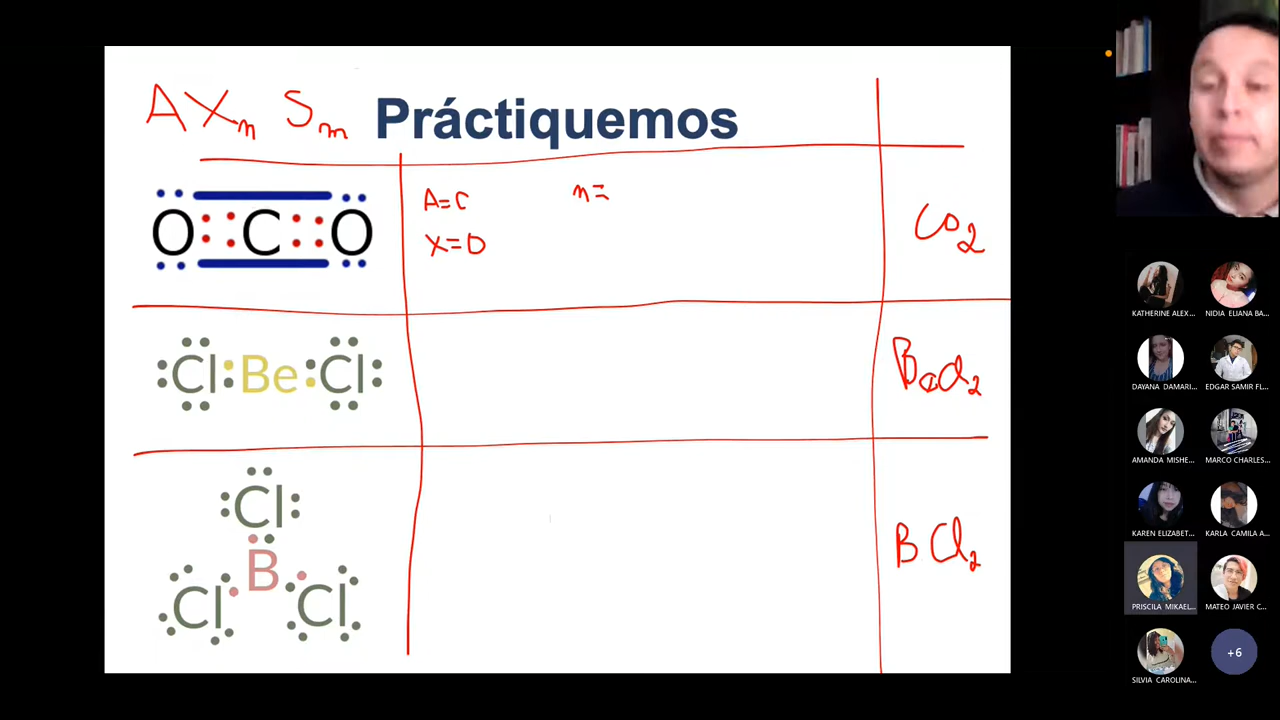 AXn Sm Práctiquemos
O C O
A=C
n=
X=O
CO2
Cl Be Cl
BeCl2
Cl
B
Cl Cl
BCl2
KATHERINE ALEX...
NIDIA ELIANA BA...
DAYANA DAMARI...
EDGAR SAMIR FL...
AMANDA MISHE...
MARCO CHARLES...
KAREN ELIZABET...
KARLA CAMILA A...
PRISCILA MIKAEL...
MATEO JAVIER C...
SILVIA CAROLINA...
+6